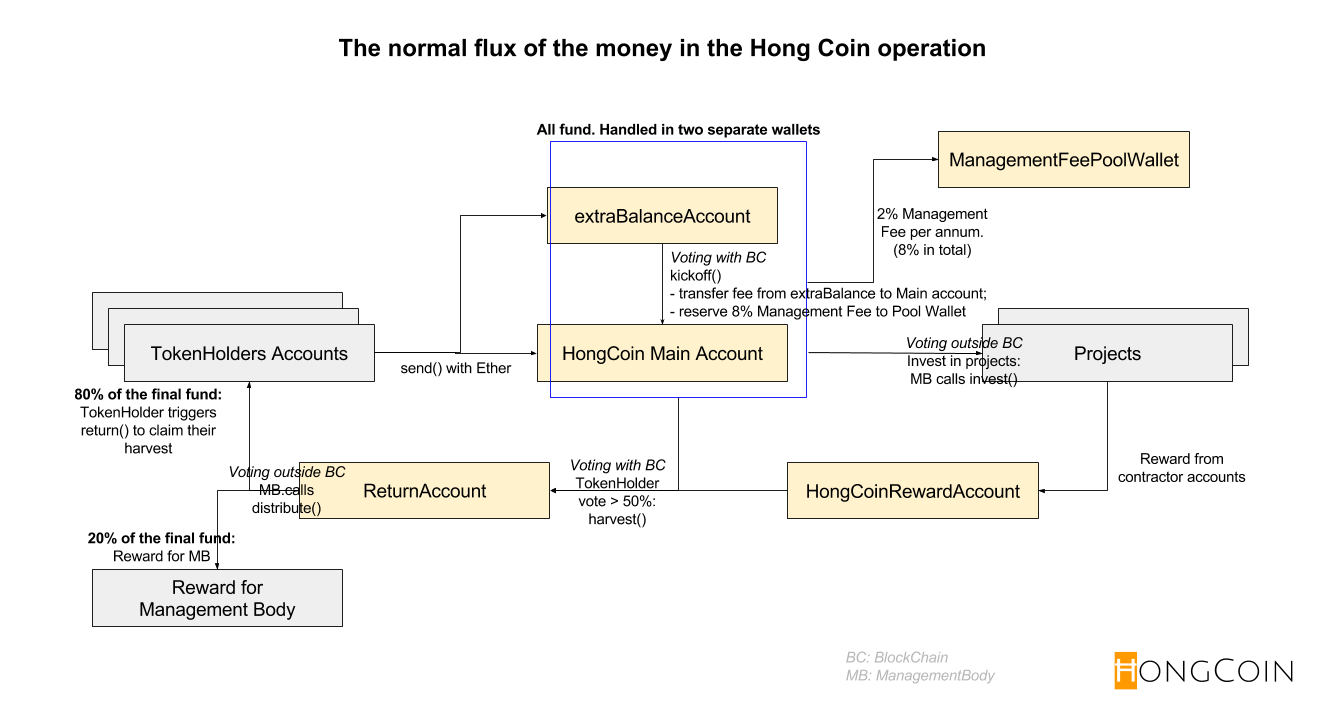 The normal flux of the money in the Hong Coin operation
All fund. Handled in two separate wallets
ManagementFeePoolWallet
extraBalanceAccount
2% Management
Fee per annum.
(8% in total)
Voting with BC
kickoff()
- transfer fee from extraBalance to Main account;
- reserve 8% Management Fee to Pool Wallet
TokenHolders Accounts
send() with Ether
HongCoin Main Account
Voting outside BC
Invest in projects:
MB calls invest()
Projects
80% of the final fund:
TokenHolder triggers
return() to claim their
harvest
Voting outside BC
MB.calls
distribute()
ReturnAccount
Voting with BC
TokenHolder
vote > 50%:
harvest()
HongCoinRewardAccount
Reward from
contractor accounts
20% of the final fund:
Reward for MB
Reward for
Management Body
BC: BlockChain
MB: ManagementBody
HONGCOIN